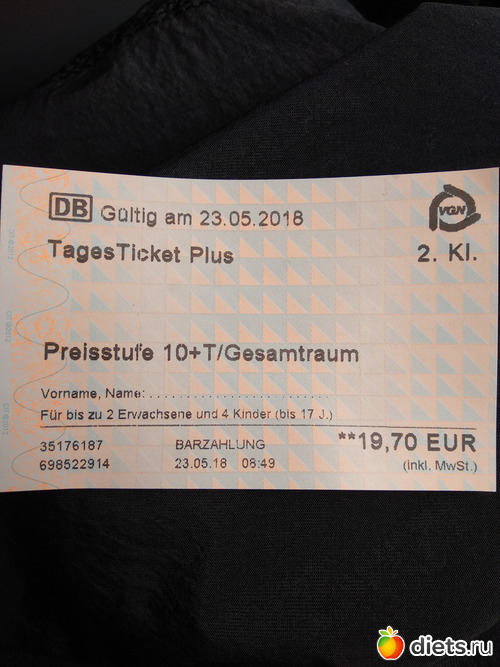 DB Gültig am 23.05.2018
VGN
TagesTicket Plus 2. Kl.
Preisstufe 10+T/Gesamtraum
Vorname, Name:..............................
Für bis zu 2 Erwachsene und 4 Kinder (bis 17 J.)
35176187 BARZAHLUNG **19,70 EUR
698522914 23.05.18 08:49 (inkl. MwSt.)
diets.ru